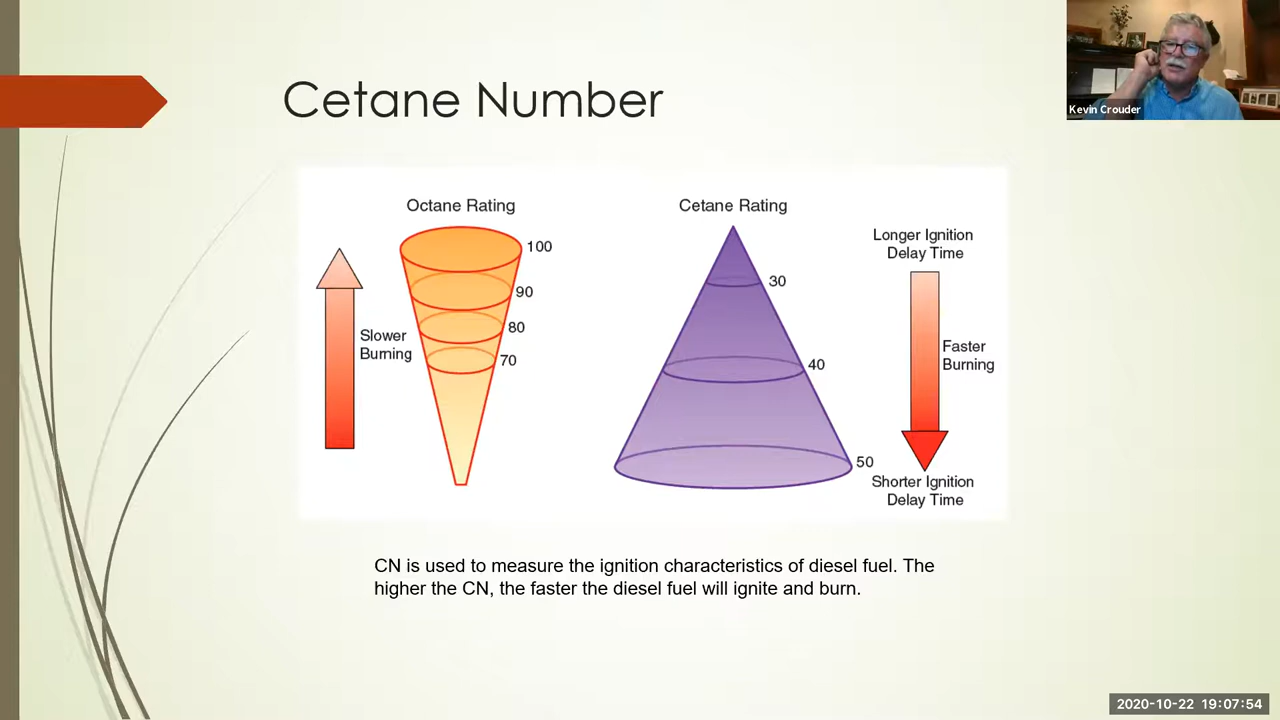 Kevin Crouder
Cetane Number
Octane Rating
100
90
80
70
Slower
Burning
Cetane Rating
30
40
50
Longer Ignition
Delay Time
Faster
Burning
Shorter Ignition
Delay Time
CN is used to measure the ignition characteristics of diesel fuel. The
higher the CN, the faster the diesel fuel will ignite and burn.
2020-10-22 19:07:54